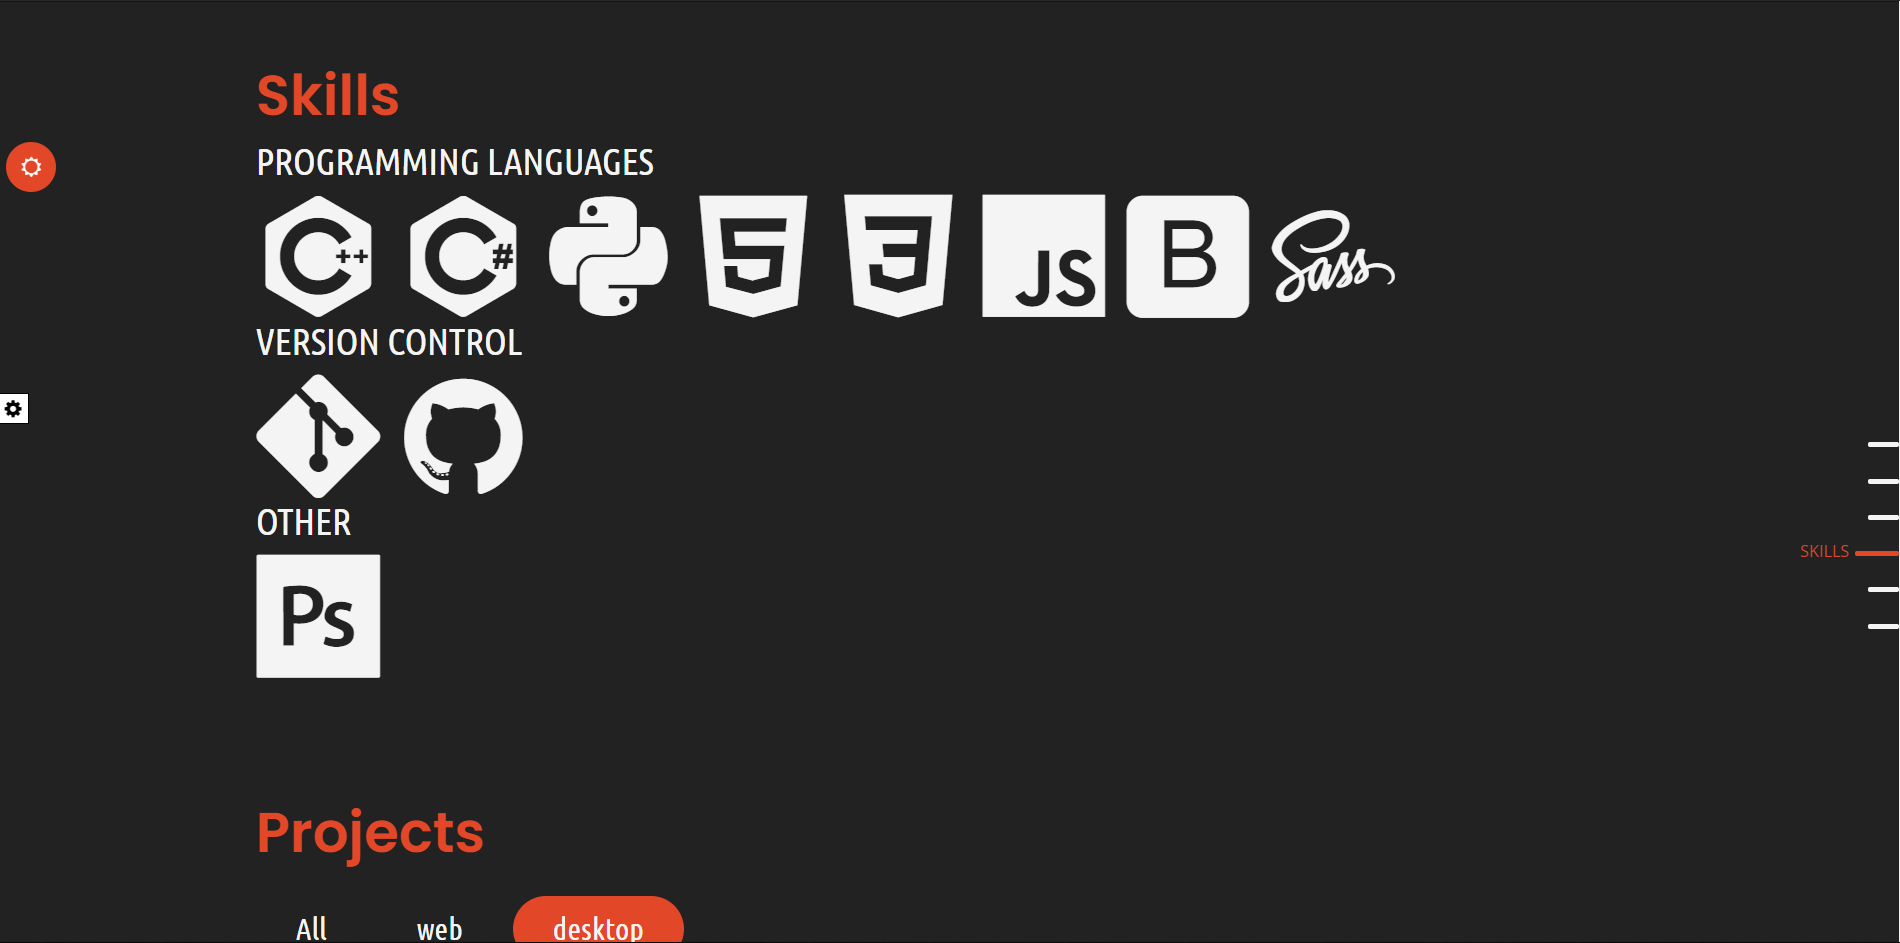 Skills
PROGRAMMING LANGUAGES
C++ C# 5 3 JS B Sass
VERSION CONTROL
OTHER
Ps
SKILLS
Projects
All web desktop